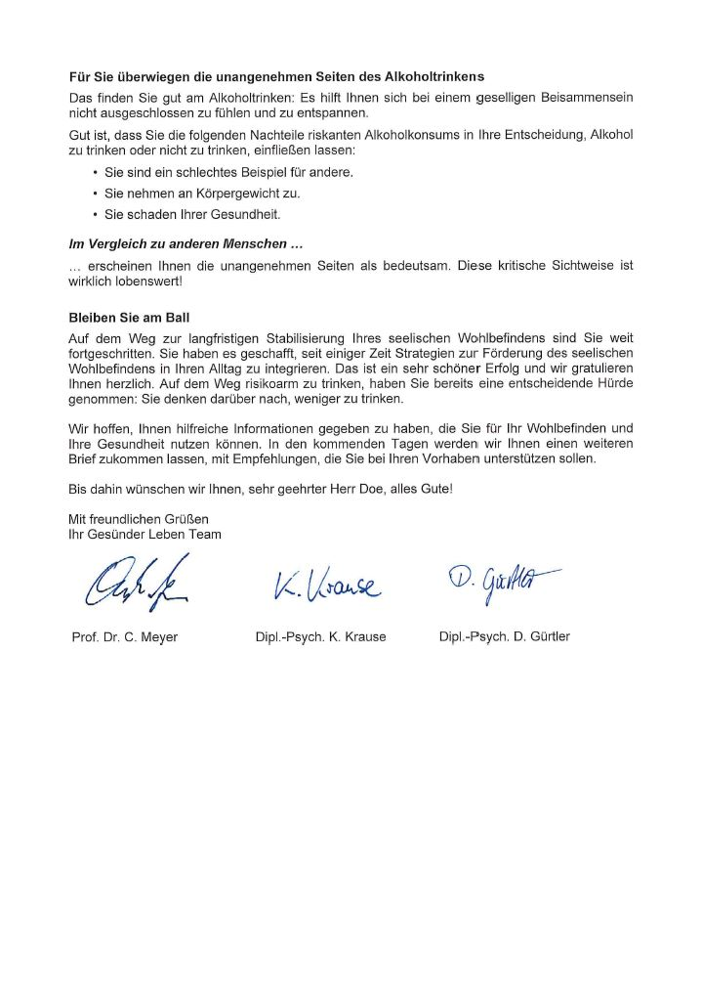 Für Sie überwiegen die unangenehmen Seiten des Alkoholtrinkens
Das finden Sie gut am Alkoholtrinken: Es hilft Ihnen sich bei einem geselligen Beisammensein
nicht ausgeschlossen zu fühlen und zu entspannen.
Gut ist, dass Sie die folgenden Nachteile riskanten Alkoholkonsums in Ihre Entscheidung, Alkohol
zu trinken oder nicht zu trinken, einfließen lassen:
• Sie sind ein schlechtes Beispiel für andere.
• Sie nehmen an Körpergewicht zu.
• Sie schaden Ihrer Gesundheit.
Im Vergleich zu anderen Menschen …
… erscheinen Ihnen die unangenehmen Seiten als bedeutsam. Diese kritische Sichtweise ist
wirklich lobenswert!
Bleiben Sie am Ball
Auf dem Weg zur langfristigen Stabilisierung Ihres seelischen Wohlbefindens sind Sie weit
fortgeschritten. Sie haben es geschafft, seit einiger Zeit Strategien zur Förderung des seelischen
Wohlbefindens in Ihren Alltag zu integrieren. Das ist ein sehr schöner Erfolg und wir gratulieren
Ihnen herzlich. Auf dem Weg risikoarm zu trinken, haben Sie bereits eine entscheidende Hürde
genommen: Sie denken darüber nach, weniger zu trinken.
Wir hoffen, Ihnen hilfreiche Informationen gegeben zu haben, die Sie für Ihr Wohlbefinden und
Ihre Gesundheit nutzen können. In den kommenden Tagen werden wir Ihnen einen weiteren
Brief zukommen lassen, mit Empfehlungen, die Sie bei Ihren Vorhaben unterstützen sollen.
Bis dahin wünschen wir Ihnen, sehr geehrter Herr Doe, alles Gute!
Mit freundlichen Grüßen
Ihr Gesünder Leben Team
K. Krause D. Gürtler
Prof. Dr. C. Meyer Dipl.-Psych. K. Krause Dipl.-Psych. D. Gürtler